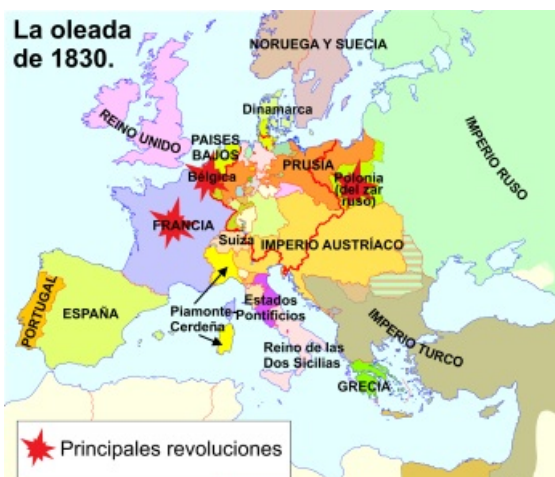 La oleada
de 1830.
NORUEGA Y SUECIA
Dinamarca
REINO UNIDO
PAISES
BAJOS
Bélgica
PRUSIA
Polonia
(del zar
ruso)
IMPERIO RUSO
FRANCIA
Suiza
IMPERIO AUSTRÍACO
PORTUGAL
ESPAÑA
Piamonte-
Cerdeña
Estados
Pontificios
IMPERIO TURCO
Reino de las
Dos Sicilias
GRECIA
Principales revoluciones